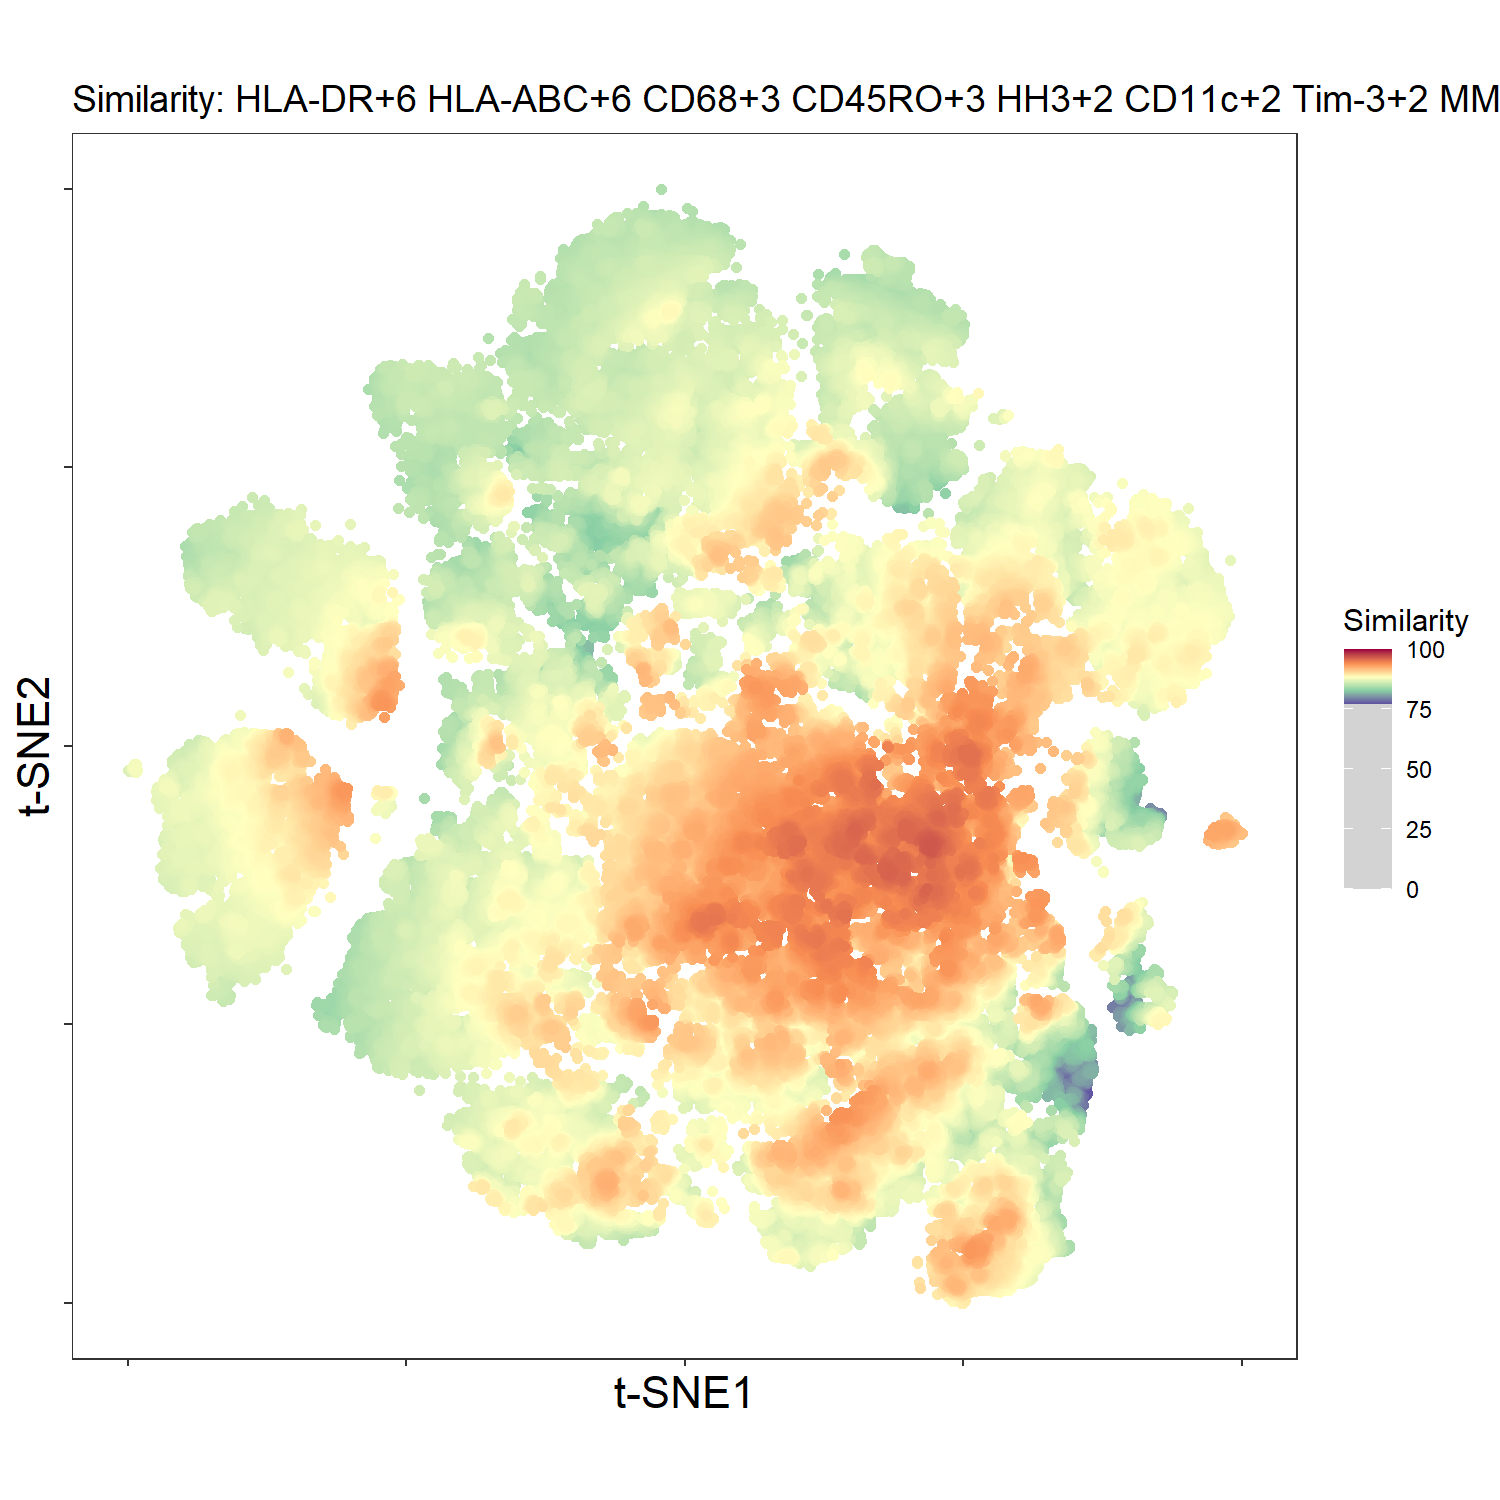 Similarity: HLA-DR+6 HLA-ABC+6 CD68+3 CD45RO+3 HH3+2 CD11c+2 Tim-3+2 MM
t-SNE2
t-SNE1
Similarity
100
75
50
25
0